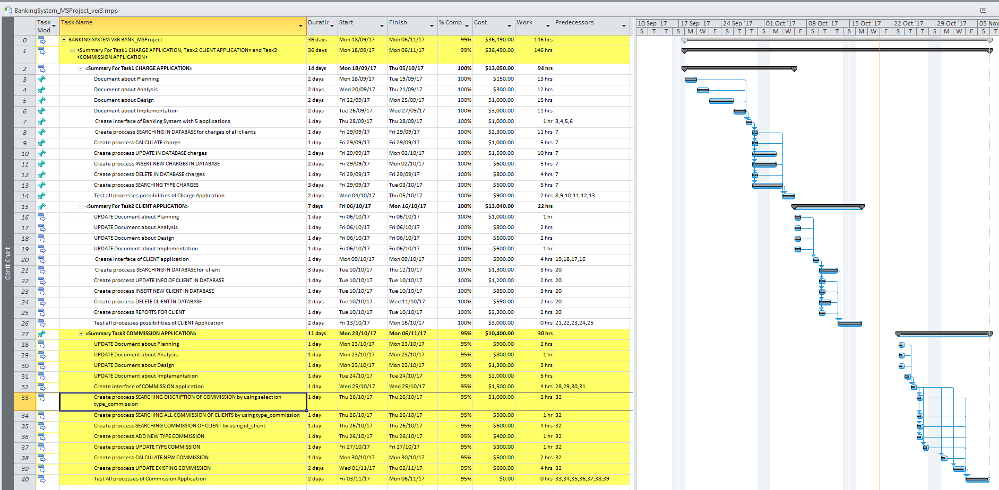 BankingSystem_MSProject_ver3.mpp
Task Mod Task Name Duratic Start Finish % Comp. Cost Work Predecessors
10 Sep '17 17 Sep '17 24 Sep '17 01 Oct '17 08 Oct '17 15 Oct '17 22 Oct '17 29 Oct '17 05 Nov
S T T S M W F S T T S M W F S T T S M W F S T T S M W F S T
0 BANKING SYSTEM VSB BANK_MSProject 36 days Mon 18/09/17 Mon 06/11/17 99% $36,490.00 146 hrs
1 <Summary For Task1 CHARGE APPLICATION, Task2 CLIENT APPLICATION> and Task3 36 days Mon 18/09/17 Mon 06/11/17 99% $36,490.00 146 hrs
<COMMISSION APPLICATION>
2 <Summary For Task1 CHARGE APPLICATION> 14 days Mon 18/09/17 Thu 05/10/17 100% $13,050.00 94 hrs
3 Document about Planning 2 days Mon 18/09/17 Tue 19/09/17 100% $150.00 13 hrs
4 Document about Analysis 2 days Wed 20/09/17 Thu 21/09/17 100% $300.00 12 hrs
5 Document about Design 2 days Fri 22/09/17 Mon 25/09/17 100% $1,000.00 15 hrs
6 Document about Implementation 2 days Tue 26/09/17 Wed 27/09/17 100% $3,000.00 11 hrs
7 Create interface of Banking System with 5 applications 1 day Thu 28/09/17 Thu 28/09/17 100% $1,000.00 1 hr 3,4,5,6
8 Create proccess SEARCHING IN DATABASE for charges of all clients 1 day Fri 29/09/17 Fri 29/09/17 100% $2,300.00 11 hrs 7
9 Create proccess CALCULATE charge 1 day Fri 29/09/17 Fri 29/09/17 100% $1,000.00 5 hrs 7
10 Create proccess UPDATE IN DATABASE charges 2 days Fri 29/09/17 Mon 02/10/17 100% $1,500.00 10 hrs 7
11 Create proccess INSERT NEW CHARGES IN DATABASE 2 days Fri 29/09/17 Mon 02/10/17 100% $600.00 5 hrs 7
12 Create proccess DELETE IN DATABASE charges 1 day Fri 29/09/17 Fri 29/09/17 100% $800.00 4 hrs 7
13 Create proccess SEARCHING TYPE CHARGES 3 days Fri 29/09/17 Tue 03/10/17 100% $500.00 5 hrs 7
14 Test all processes possibilities of Charge Application 2 days Wed 04/10/17 Thu 05/10/17 100% $900.00 2 hrs 8,9,10,11,12,13
15 <Summary For Task2 CLIENT APPLICATION> 7 days Fri 06/10/17 Mon 16/10/17 100% $13,040.00 22 hrs
16 UPDATE Document about Planning 1 day Fri 06/10/17 Fri 06/10/17 100% $1,000.00 1 hr
17 UPDATE Document about Analysis 1 day Fri 06/10/17 Fri 06/10/17 100% $800.00 2 hrs
18 UPDATE Document about Design 1 day Fri 06/10/17 Fri 06/10/17 100% $500.00 2 hrs
19 UPDATE Document about Implementation 1 day Fri 06/10/17 Fri 06/10/17 100% $600.00 1 hr
20 Create interface of CLIENT application 1 day Mon 09/10/17 Mon 09/10/17 100% $900.00 4 hrs 19,18,17,16
21 Create proccess SEARCHING IN DATABASE for client 3 days Tue 10/10/17 Thu 12/10/17 100% $1,300.00 3 hrs 20
22 Create proccess UPDATE INFO OF CLIENT IN DATABASE 1 day Tue 10/10/17 Tue 10/10/17 100% $1,200.00 2 hrs 20
23 Create proccess INSERT NEW CLIENT IN DATABASE 1 day Tue 10/10/17 Tue 10/10/17 100% $850.00 3 hrs 20
24 Create proccess DELETE CLIENT IN DATABASE 2 days Tue 10/10/17 Wed 11/10/17 100% $590.00 2 hrs 20
25 Create proccess REPORTS FOR CLIENT 1 day Tue 10/10/17 Tue 10/10/17 100% $2,300.00 2 hrs 20
26 Test all processes possibilities of CLIENT Application 2 days Fri 13/10/17 Mon 16/10/17 100% $3,000.00 0 hrs 21,22,23,24,25
27 <Summary Task3 COMMISSION APPLICATION> 11 days Mon 23/10/17 Mon 06/11/17 95% $10,400.00 30 hrs
28 UPDATE Document about Planning 1 day Mon 23/10/17 Mon 23/10/17 95% $900.00 2 hrs
29 UPDATE Document about Analysis 1 day Mon 23/10/17 Mon 23/10/17 95% $800.00 1 hr
30 UPDATE Document about Design 1 day Mon 23/10/17 Mon 23/10/17 95% $1,300.00 3 hrs
31 UPDATE Document about Implementation 1 day Tue 24/10/17 Tue 24/10/17 95% $2,000.00 5 hrs
32 Create interface of COMMISSION application 1 day Wed 25/10/17 Wed 25/10/17 95% $1,500.00 4 hrs 28,29,30,31
33 Create proccess SEARCHING DISCRIPTION OF COMMISSION by using selection 1 day Thu 26/10/17 Thu 26/10/17 95% $1,000.00 2 hrs 32
type_commission
34 Create proccess SEARCHING ALL COMMISSION OF CLIENTS by using type_commission 1 day Thu 26/10/17 Thu 26/10/17 95% $500.00 1 hr 32
35 Create proccess SEARCHING COMMISSION OF CLIENT by using id_client 1 day Thu 26/10/17 Thu 26/10/17 95% $600.00 4 hrs 32
36 Create proccess ADD NEW TYPE COMMISSION 1 day Thu 26/10/17 Thu 26/10/17 95% $400.00 1 hr 32
37 Create proccess UPDATE TYPE COMMISSION 1 day Fri 27/10/17 Fri 27/10/17 95% $300.00 1 hr 32
38 Create proccess CALCULATE NEW COMMISSION 1 day Mon 30/10/17 Mon 30/10/17 95% $500.00 2 hrs 32
39 Create proccess UPDATE EXISTING COMMISSION 2 days Wed 01/11/17 Thu 02/11/17 95% $600.00 4 hrs 32
40 Test All processes of Commission Application 2 days Fri 03/11/17 Mon 06/11/17 95% $0.00 0 hrs 33,34,35,36,37,38,39
Gantt Chart